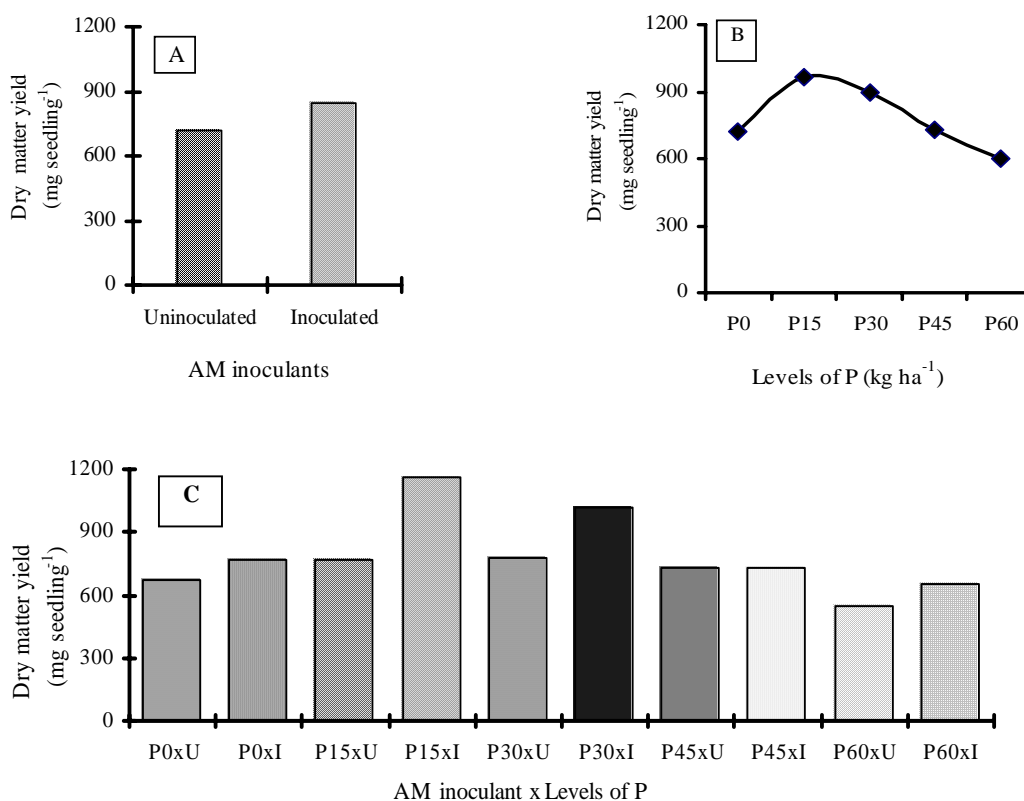 A
1200
900
600
300
0
Dry matter yield
(mg seedling-1)
Uninoculated Inoculated
AM inoculants
B
1200
900
600
300
0
Dry matter yield
(mg seedling-1)
P0 P15 P30 P45 P60
Levels of P (kg ha-1)
C
1200
900
600
300
0
Dry matter yield
(mg seedling-1)
P0xU P0xI P15xU P15xI P30xU P30xI P45xU P45xI P60xU P60xI
AM inoculant x Levels of P